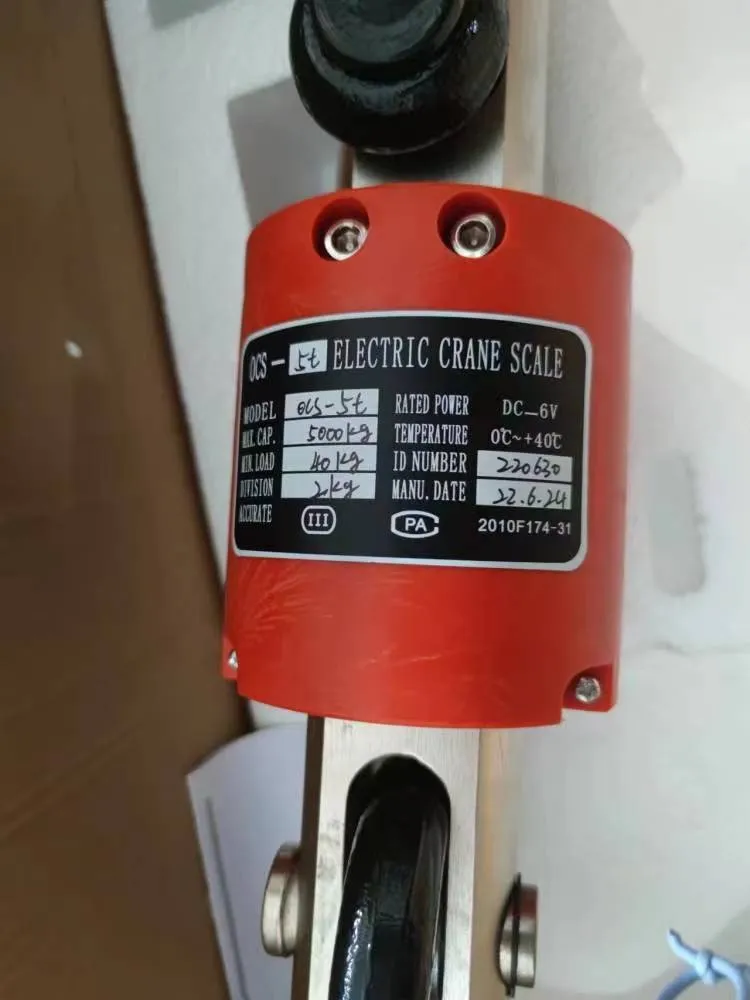 OCS- 5t ELECTRIC CRANE SCALE
MODEL OCS-5t RATED POWER DC-6V
MAX. CAP. 5000kg TEMPERATURE 0℃~+40℃
MIN. LOAD 40kg ID NUMBER 220630
DIVISION 2kg MANU. DATE 22.6.24
ACCURATE III CPA 2010F174-31